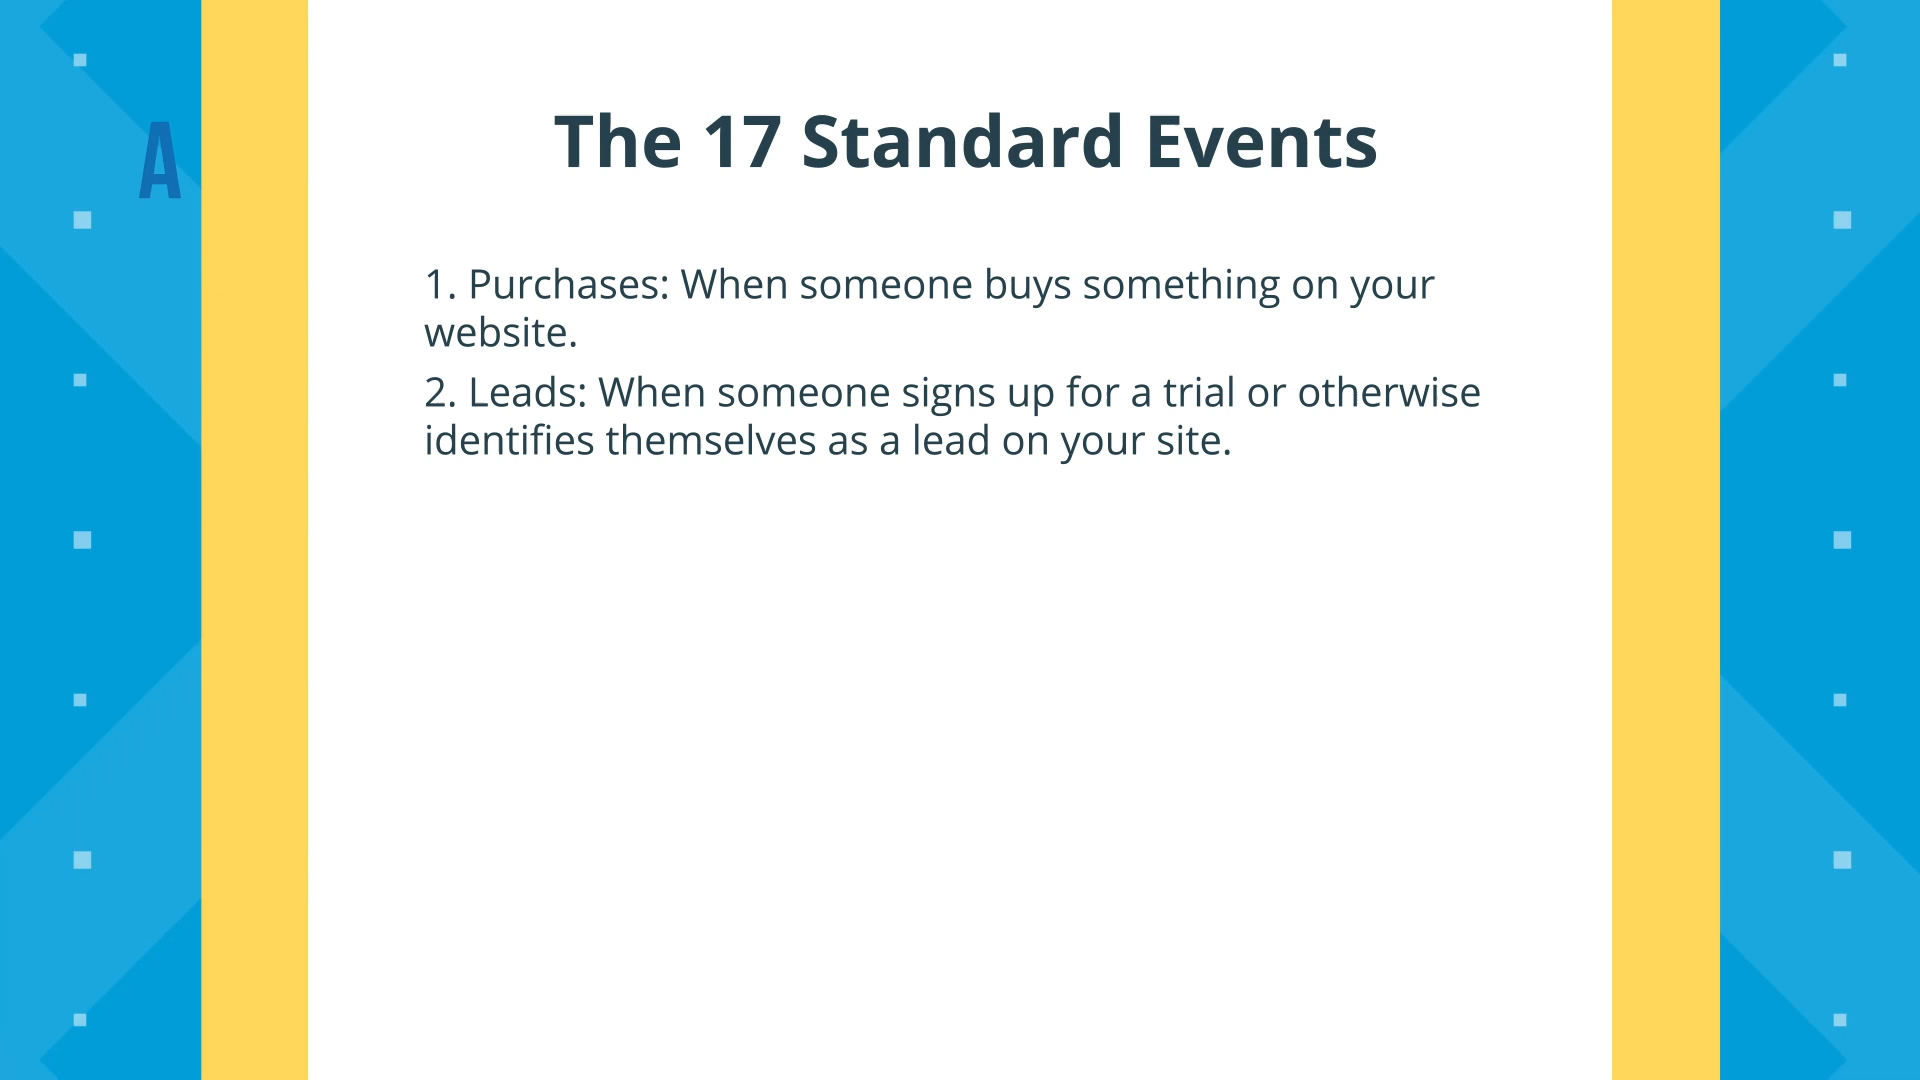 A
The 17 Standard Events
1. Purchases: When someone buys something on your
website.
2. Leads: When someone signs up for a trial or otherwise
identifies themselves as a lead on your site.